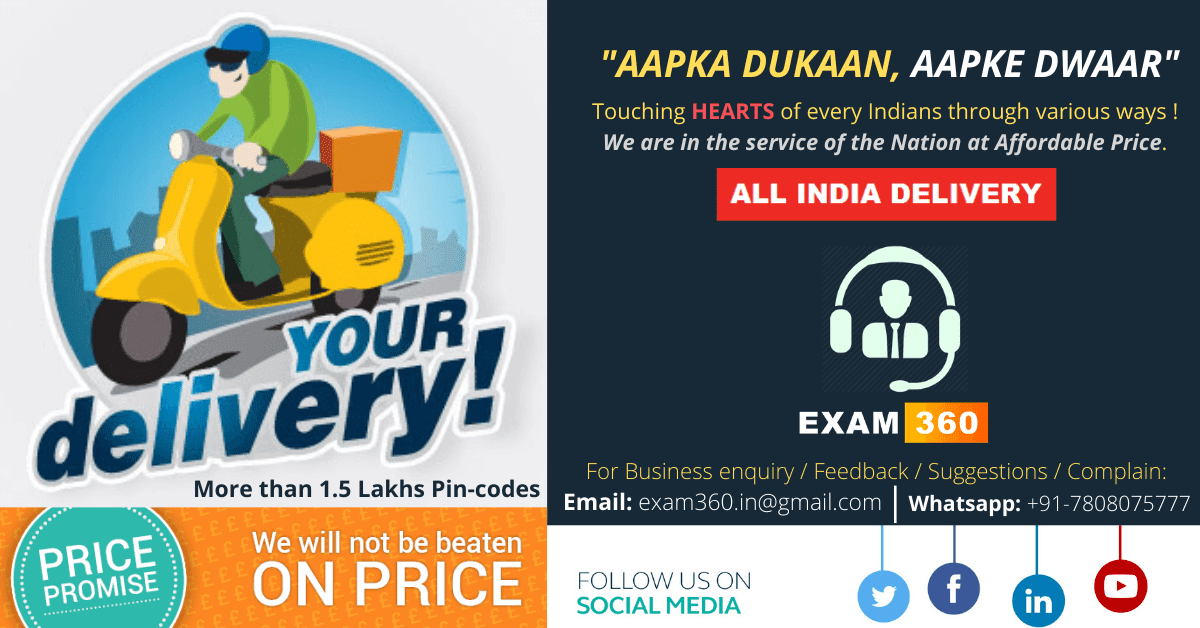 YOUR
delivery!
More than 1.5 Lakhs Pin-codes
PRICE
PROMISE
We will not be beaten
ON PRICE
"AAPKA DUKAAN, AAPKE DWAAR"
Touching HEARTS of every Indians through various ways !
We are in the service of the Nation at Affordable Price.
ALL INDIA DELIVERY
EXAM 360
For Business enquiry / Feedback / Suggestions / Complain:
Email: exam360.in@gmail.com | Whatsapp: +91-7808075777
FOLLOW US ON
SOCIAL MEDIA